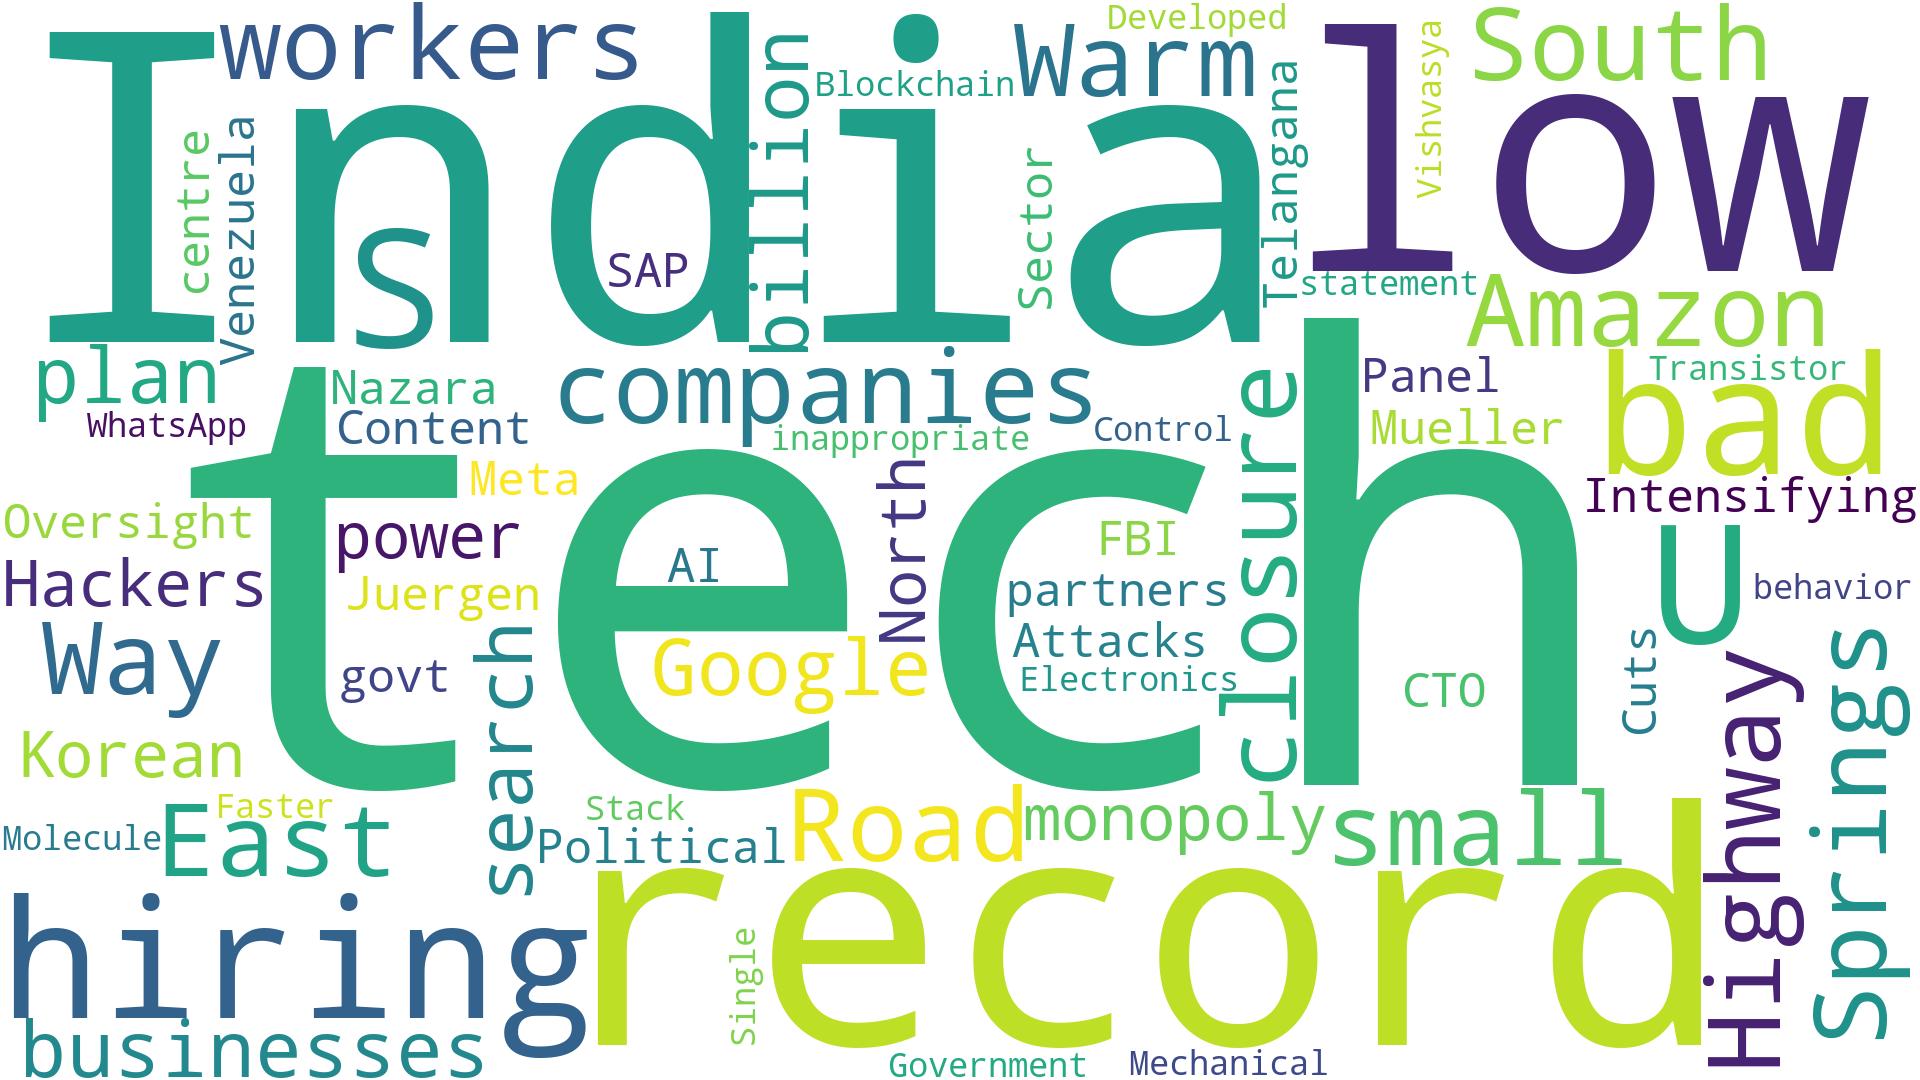 workers
India
low
South
Warm
Developed
Blockchain
billion
Vishvasya
Telangana
Sector
centre
Venezuela
s
SAP
statement
Amazon
plan
Nazara
companies
Panel
Transistor
bad
WhatsApp
Content
inappropriate
Control
closure
Mueller
tech
Meta
North
Intensifying
Oversight
power
AI
FBI
U
Hackers
Juergen
partners
behavior
Way
govt
search
Google
Attacks
Electronics
CTO
Cuts
Highway
Springs
Korean
Faster
Stack
Road
monopoly
small
Molecule
East
Political
hiring
record
Single
businesses
Government
Mechanical